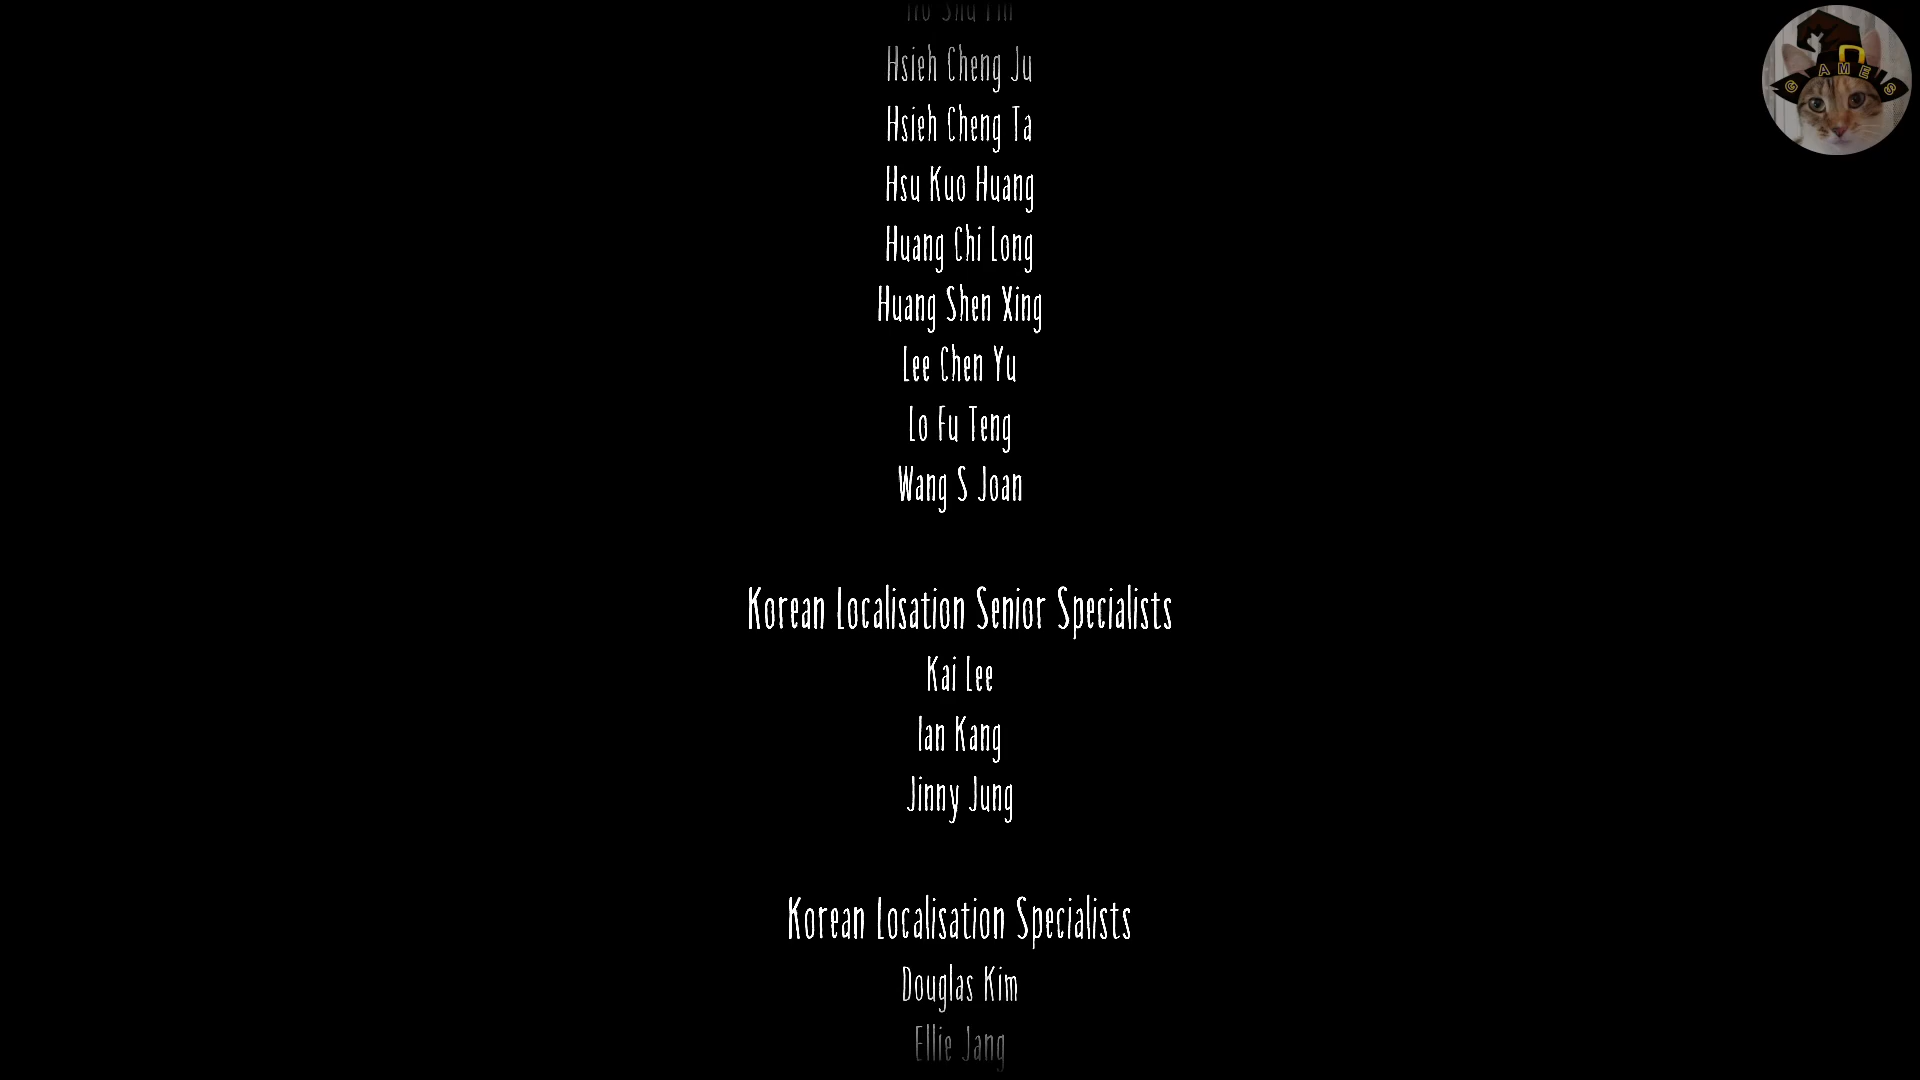 Hsieh Cheng Ju
Hsieh Cheng Ta
Hsu Kuo Huang
Huang Chi Long
Huang Shen Xing
Lee Chen Yu
Lo Fu Teng
Wang S Joan
Korean Localisation Senior Specialists
Kai Lee
Ian Kang
Jinny Jung
Korean Localisation Specialists
Douglas Kim
Ellie Jang
GAMES